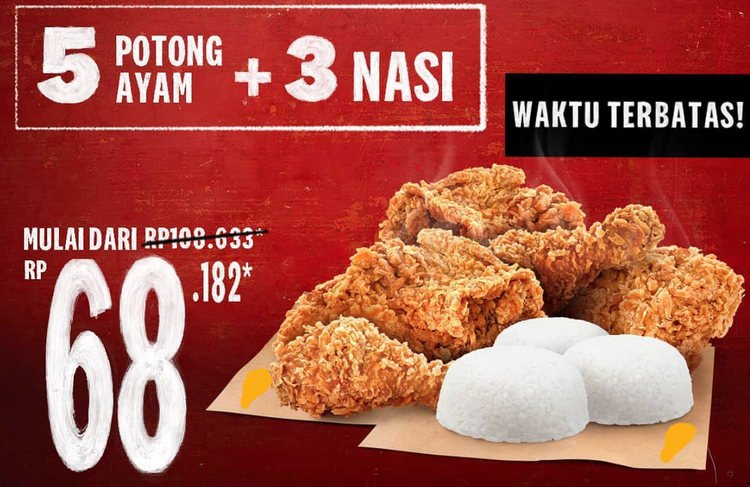 5 POTONG AYAM + 3 NASI
WAKTU TERBATAS!
MULAI DARI RP108.633*
RP 68.182*